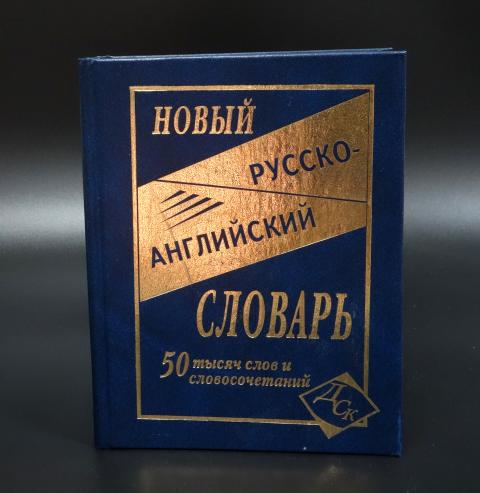 НОВЫЙ
РУССКО-
АНГЛИЙСКИЙ
СЛОВАРЬ
50 тысяч слов и
словосочетаний
ДСК